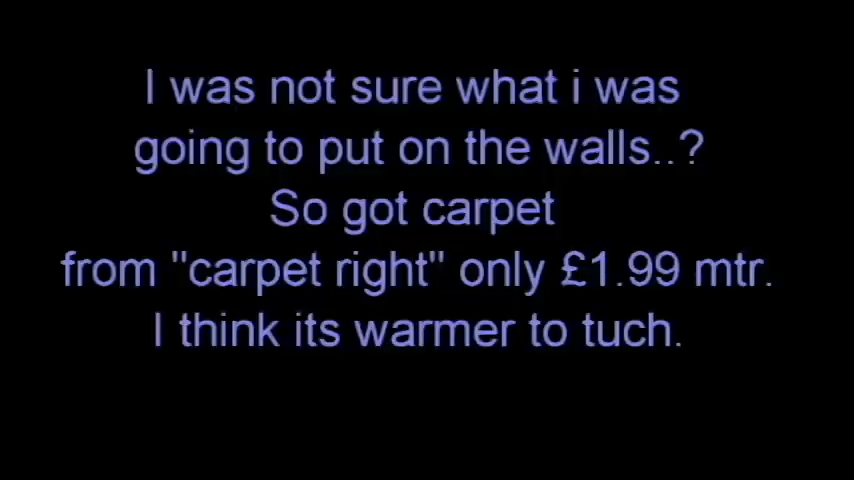 I was not sure what i was
going to put on the walls..?
So got carpet
from "carpet right" only £1.99 mtr.
I think its warmer to tuch.